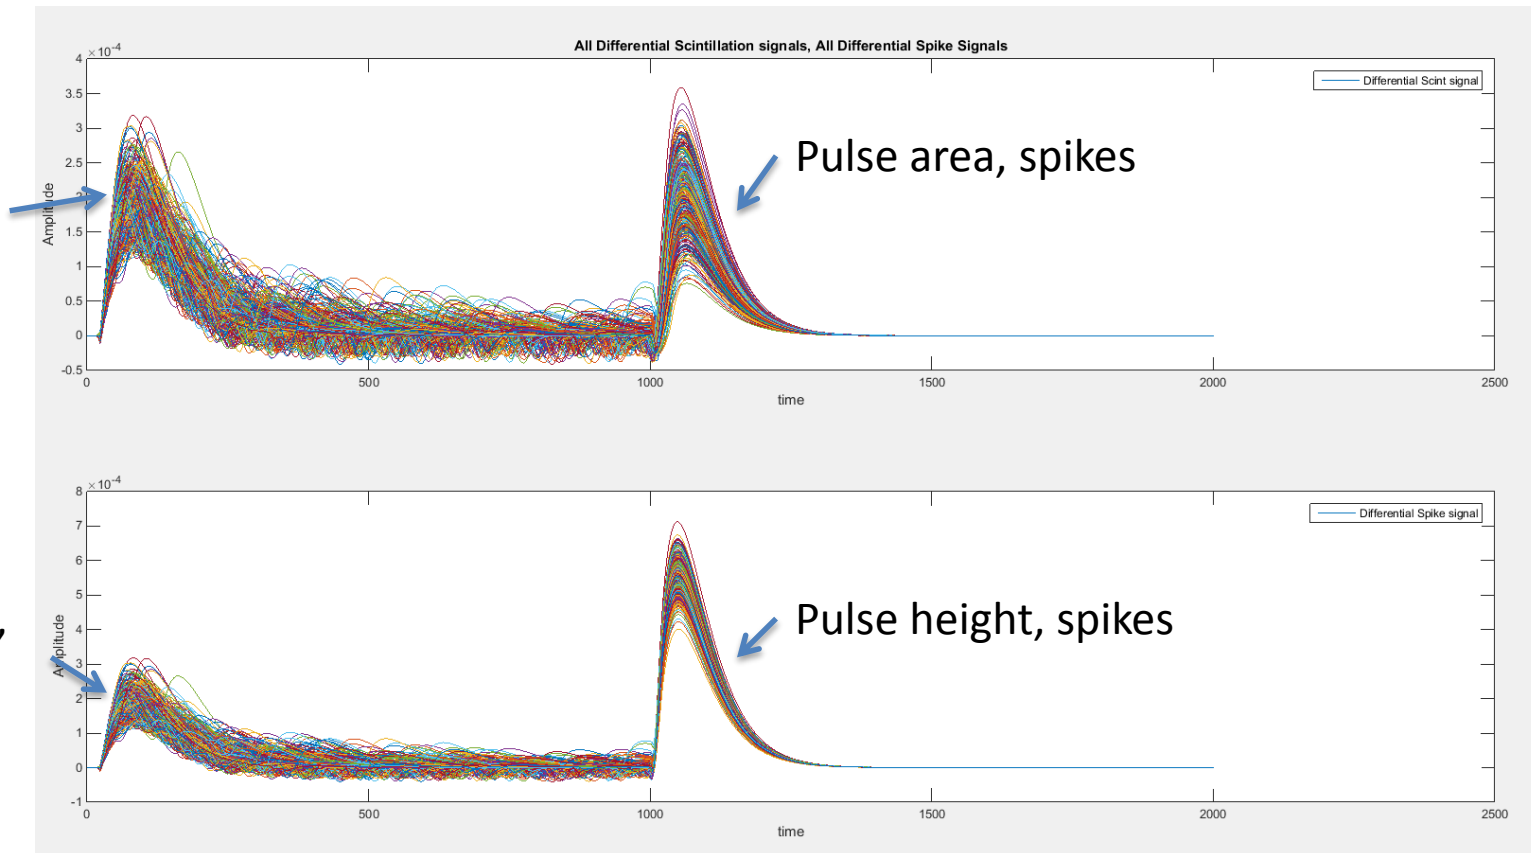 All Differential Scintillation signals, All Differential Spike Signals
×10-4
4
3.5
3
2.5
2
1.5
1
0.5
0
-0.5
Amplitude
Differential Scint signal
Pulse area, spikes
0 500 1000 1500 2000 2500
time
×10-4
8
7
6
5
4
3
2
1
0
-1
Amplitude
Differential Spike signal
Pulse height, spikes
,
0 500 1000 1500 2000 2500
time